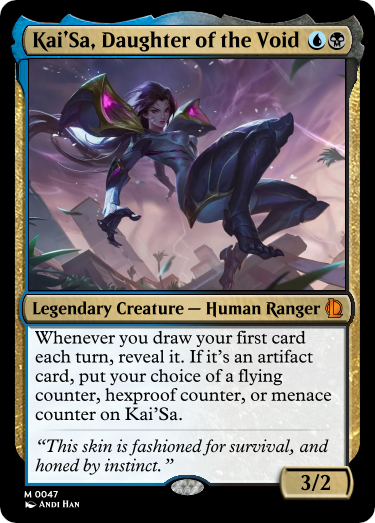 Kai'Sa, Daughter of the Void
Legendary Creature — Human Ranger
Whenever you draw your first card
each turn, reveal it. If it's an artifact
card, put your choice of a flying
counter, hexproof counter, or menace
counter on Kai'Sa.
“This skin is fashioned for survival, and
honed by instinct.”
3/2
M 0047
ANDI HAN